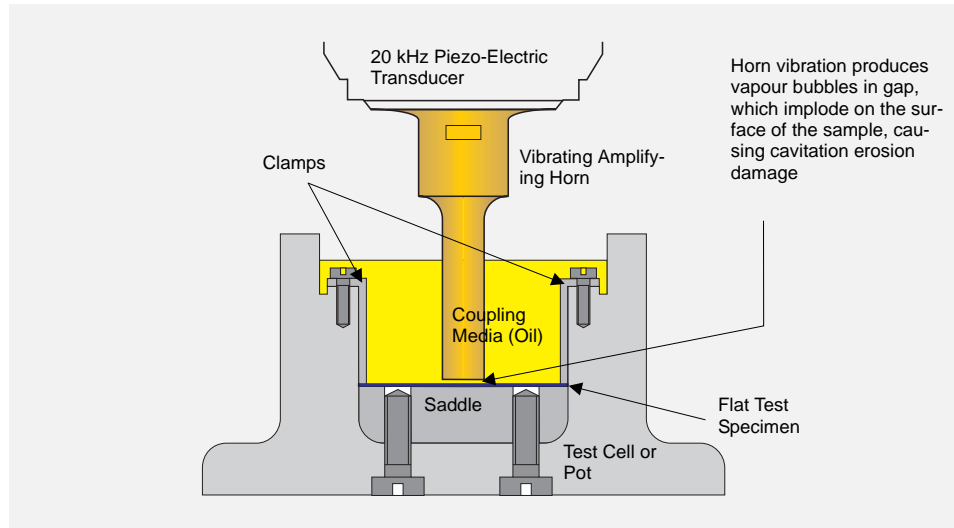 20 kHz Piezo-Electric
Transducer
Horn vibration produces
vapour bubbles in gap,
which implode on the sur-
face of the sample, cau-
sing cavitation erosion
damage
Clamps
Vibrating Amplify-
ing Horn
Coupling
Media (Oil)
Saddle
Flat Test
Specimen
Test Cell or
Pot